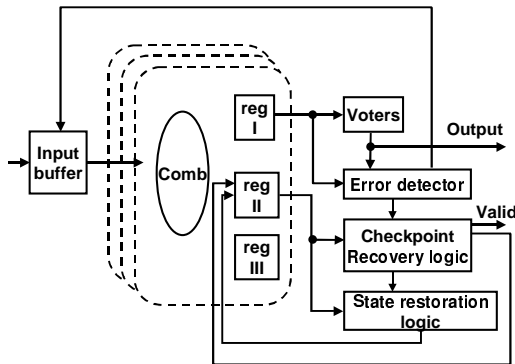 Input
buffer
Comb
reg
I
reg
II
reg
III
Voters
Output
Error detector
Valid
Checkpoint
Recovery logic
State restoration
logic